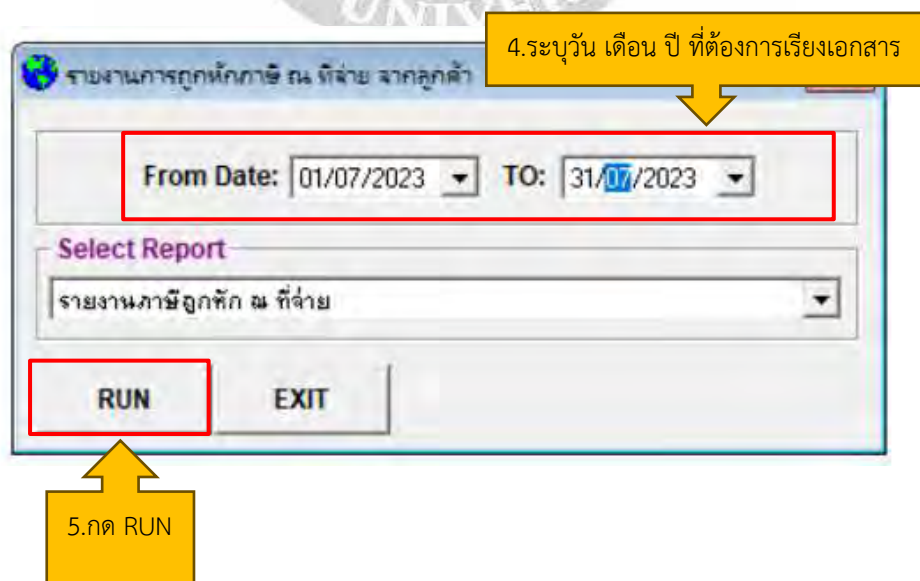 UNIVER
4.ระบุวัน เดือน ปี ที่ต้องการเรียงเอกสาร
รายงานการถูกหักภาษี ณ ที่จ่าย จากลูกค้า
From Date: 01/07/2023 TO: 31/07/2023
Select Report
รายงานภาษีถูกหัก ณ ที่จ่าย
RUN EXIT
5.กด RUN